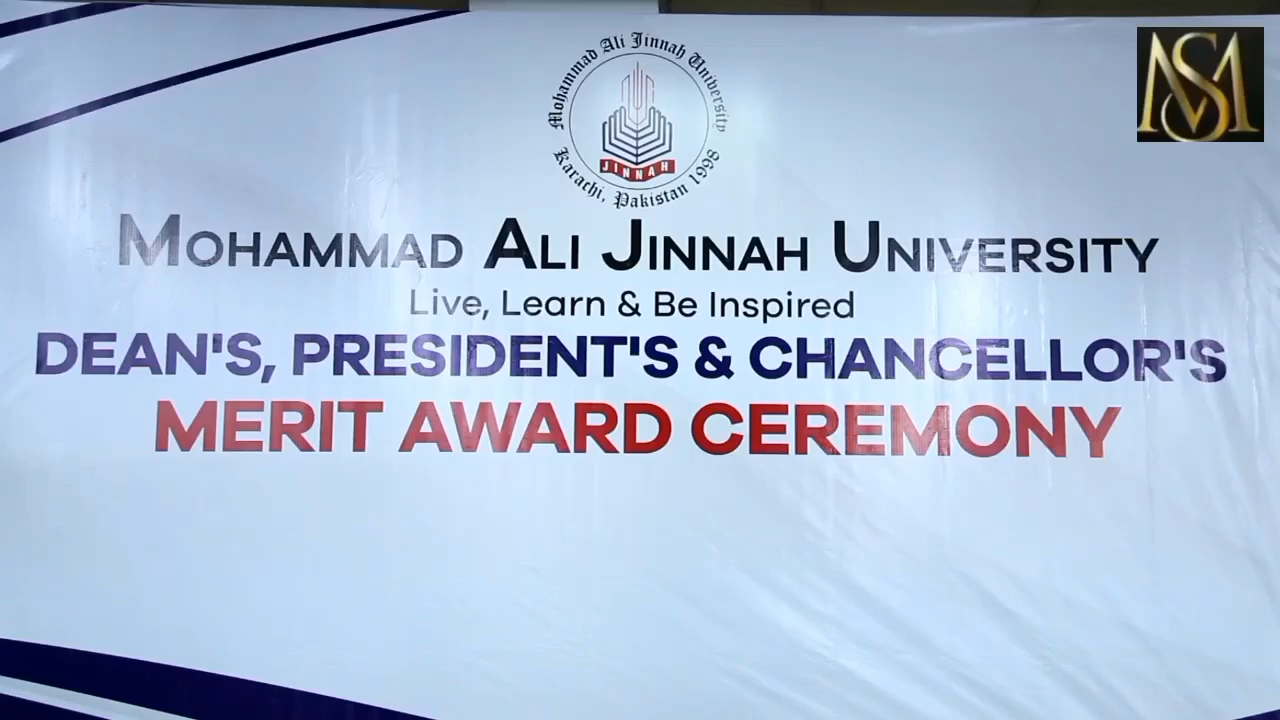 Mohammad Ali Jinnah University
Karachi, Pakistan 1998
JINNAH
MOHAMMAD ALI JINNAH UNIVERSITY
Live, Learn & Be Inspired
DEAN'S, PRESIDENT'S & CHANCELLOR'S
MERIT AWARD CEREMONY
MS